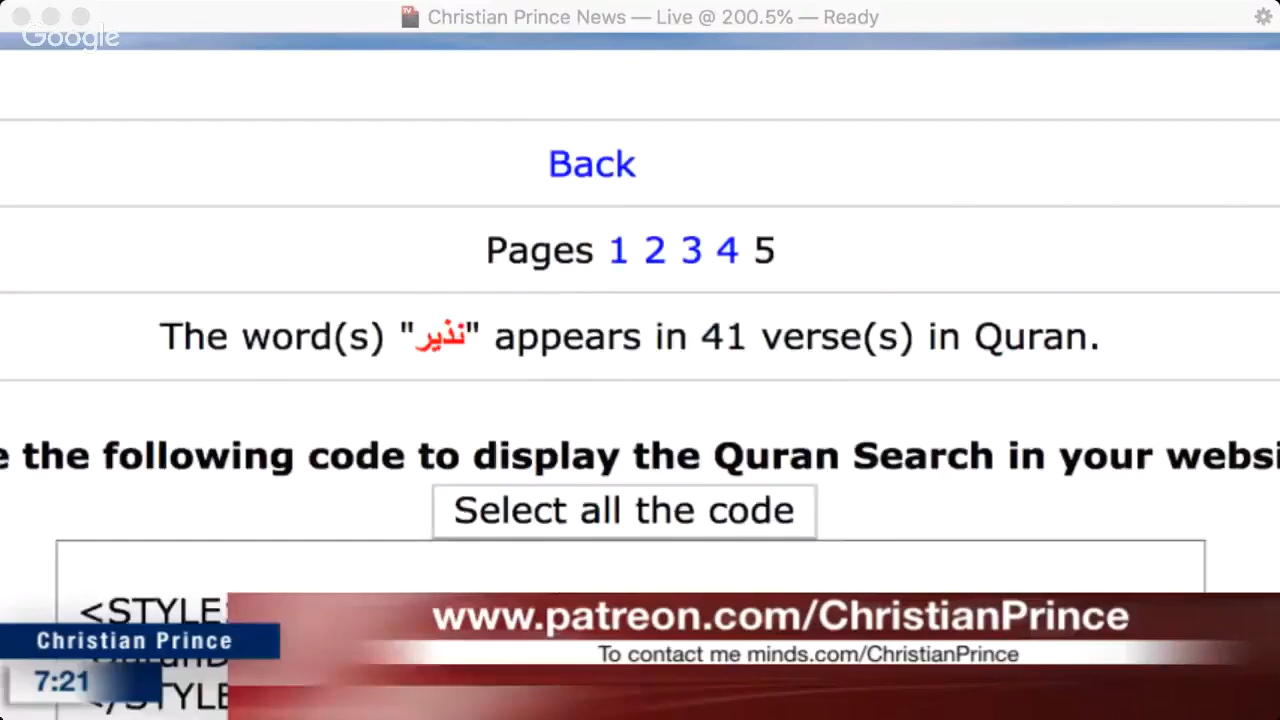 Christian Prince News — Live @ 200.5% — Ready
Google
Back
Pages 1 2 3 4 5
The word(s) "نذير" appears in 41 verse(s) in Quran.
e the following code to display the Quran Search in your websi
Select all the code
<STYLE
www.patreon.com/ChristianPrince
Christian Prince
To contact me minds.com/ChristianPrince
7:21
</STYLE